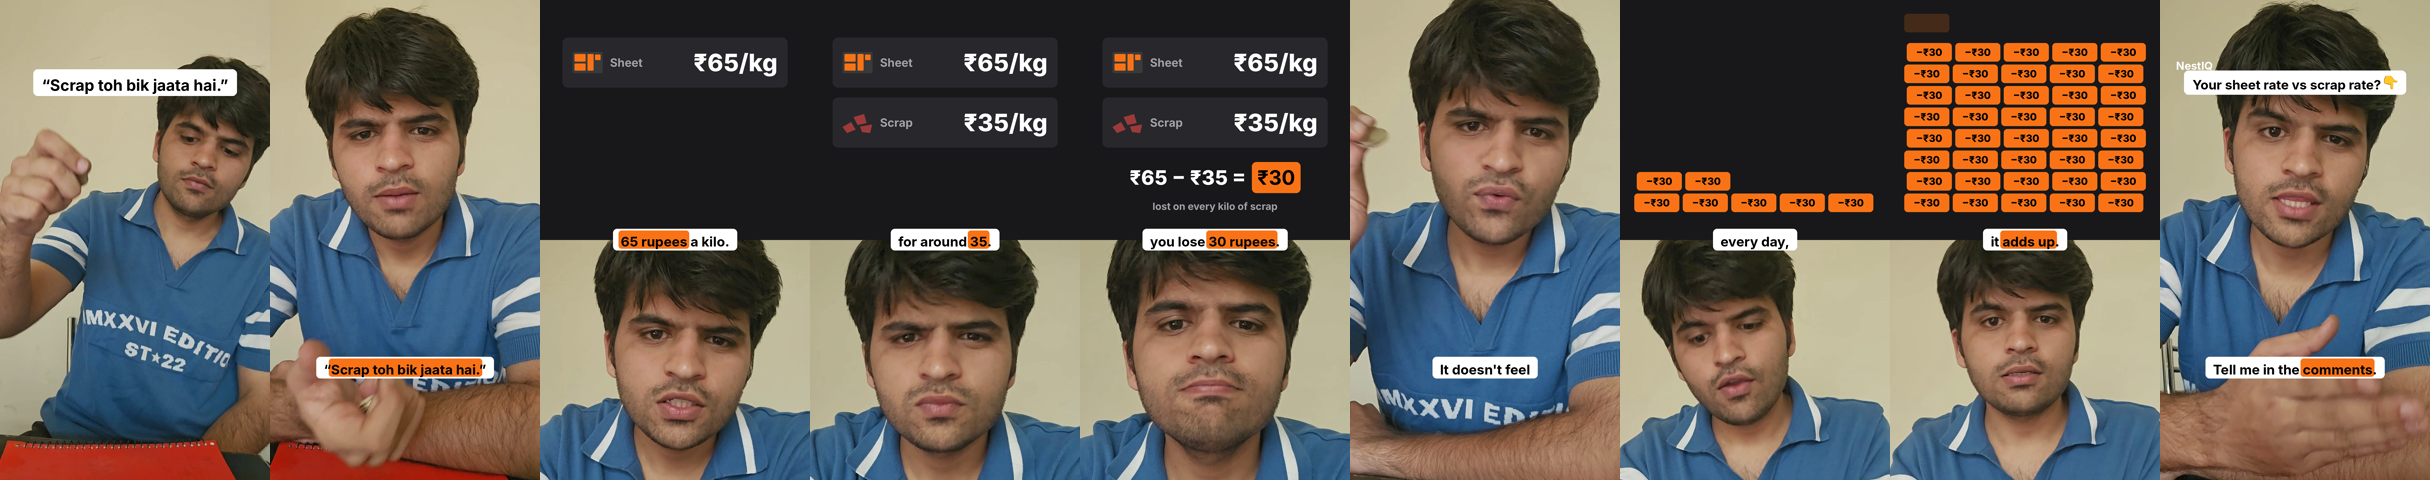 “Scrap toh bik jaata hai.”
MXXVI EDITIO
ST★22
“Scrap toh bik jaata hai.”
Sheet ₹65/kg
65 rupees a kilo.
Sheet ₹65/kg
Scrap ₹35/kg
for around 35.
Sheet ₹65/kg
Scrap ₹35/kg
₹65 − ₹35 = ₹30
lost on every kilo of scrap
you lose 30 rupees.
It doesn't feel
MXXVI EDIT
−₹30 −₹30
−₹30 −₹30 −₹30 −₹30 −₹30
every day,
−₹30 −₹30 −₹30 −₹30 −₹30
−₹30 −₹30 −₹30 −₹30 −₹30
−₹30 −₹30 −₹30 −₹30 −₹30
−₹30 −₹30 −₹30 −₹30 −₹30
−₹30 −₹30 −₹30 −₹30 −₹30
−₹30 −₹30 −₹30 −₹30 −₹30
−₹30 −₹30 −₹30 −₹30 −₹30
−₹30 −₹30 −₹30 −₹30 −₹30
it adds up.
NestIQ
Your sheet rate vs scrap rate?👇
Tell me in the comments.